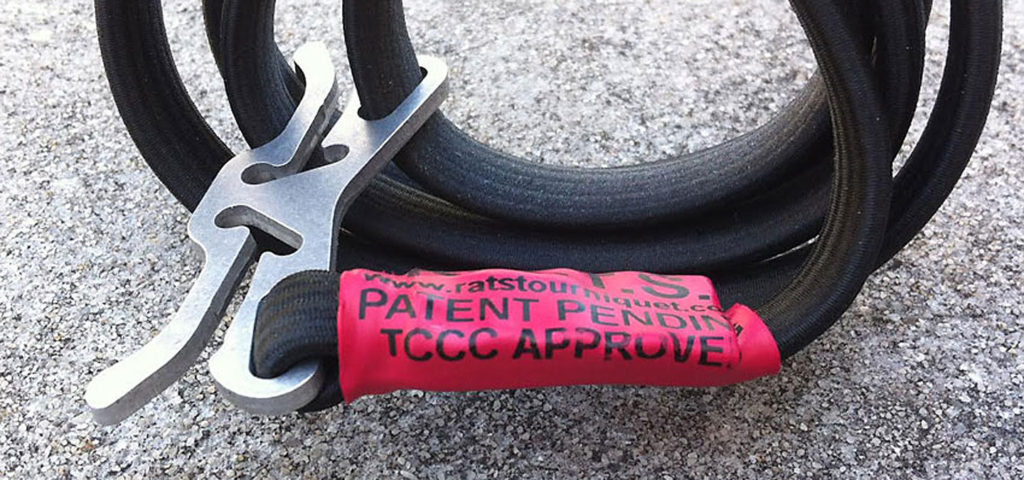 T.S.
www.ratstourniquet.co
PATENT PENDIN
TCCC APPROVE